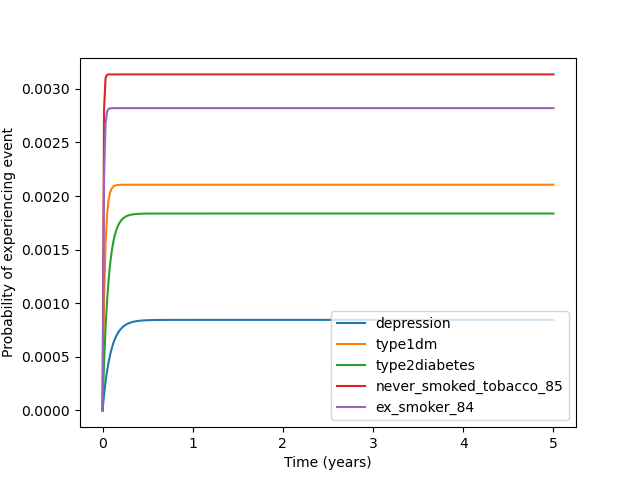 0.0030
0.0025
0.0020
0.0015
0.0010
0.0005
0.0000
Probability of experiencing event
depression
type1dm
type2diabetes
never_smoked_tobacco_85
ex_smoker_84
0 1 2 3 4 5
Time (years)